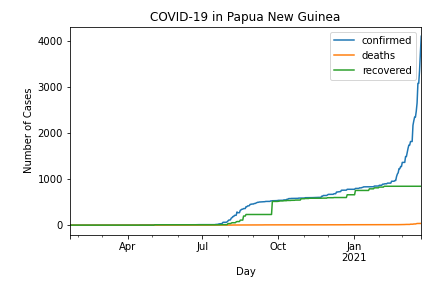 COVID-19 in Papua New Guinea
confirmed
deaths
recovered
4000
3000
2000
1000
0
Number of Cases
Apr
Jul
Oct
Jan
2021
Day